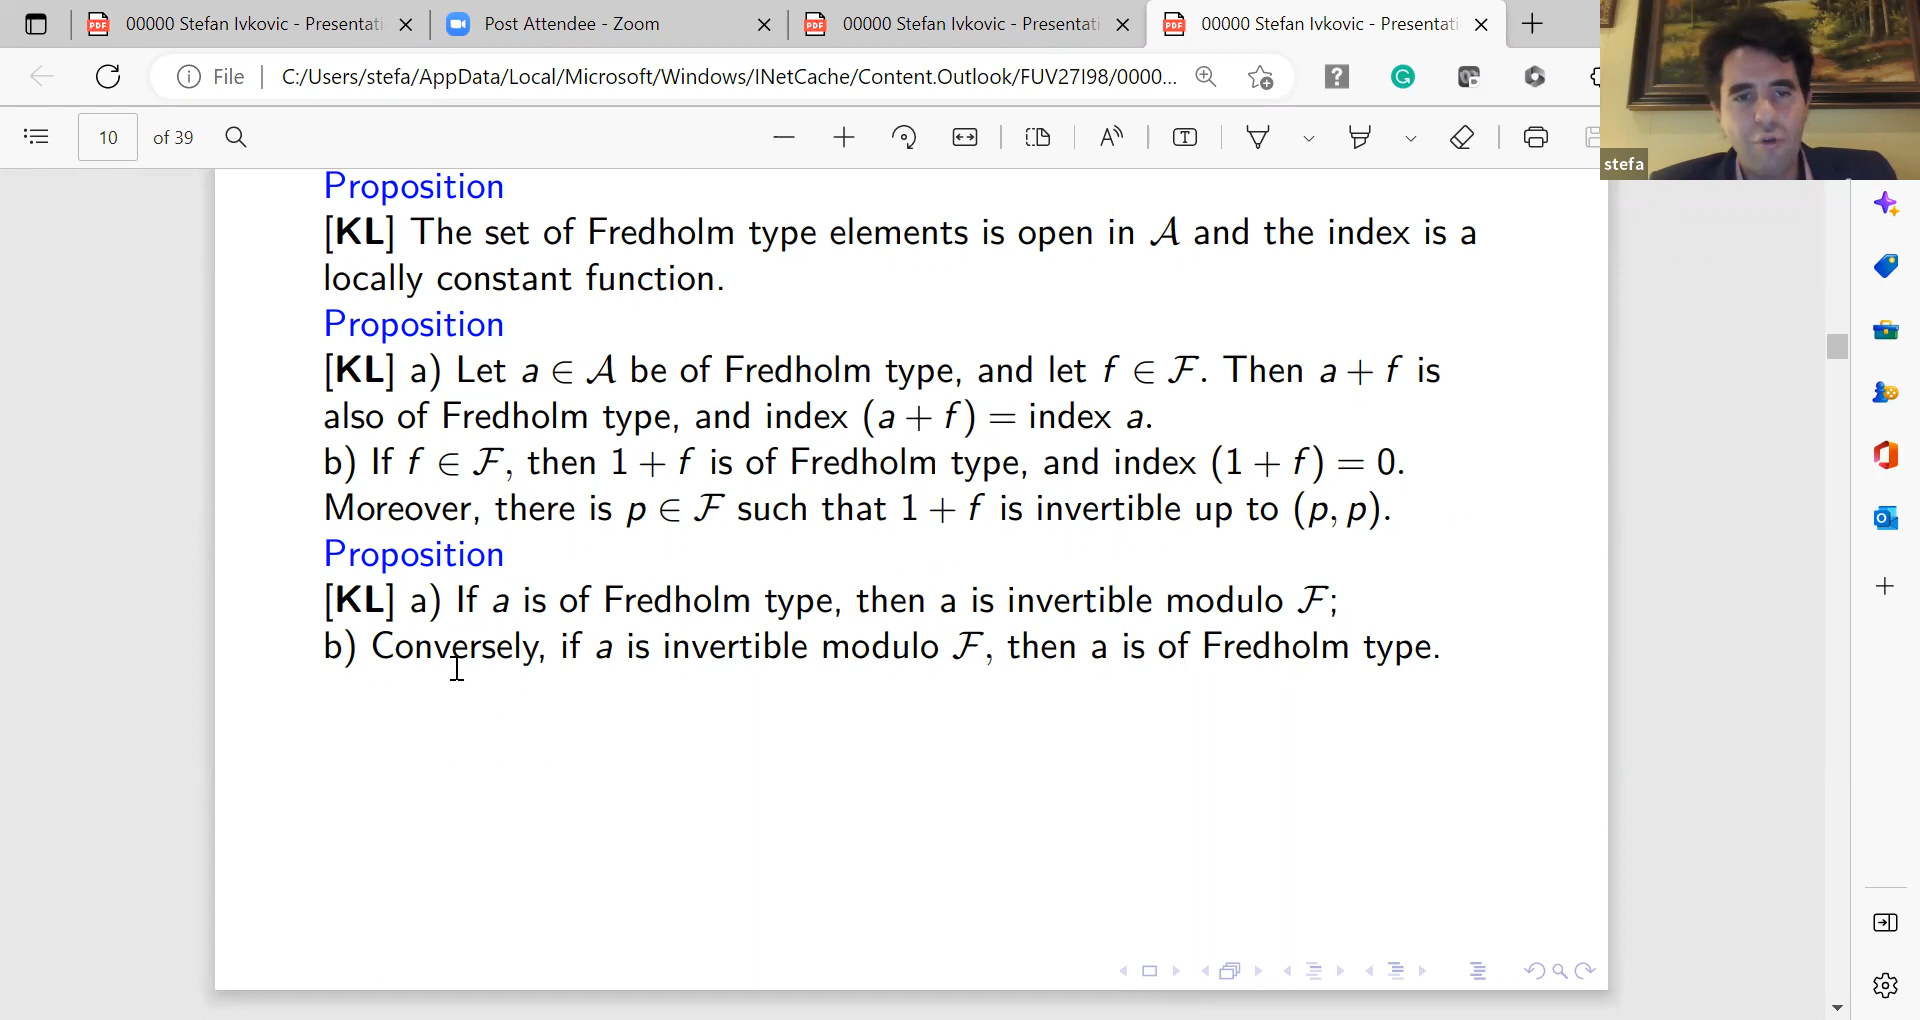 00000 Stefan Ivkovic - Presentati
Post Attendee - Zoom
00000 Stefan Ivkovic - Presentati
00000 Stefan Ivkovic - Presentati
File
C:/Users/stefa/AppData/Local/Microsoft/Windows/INetCache/Content.Outlook/FUV27I98/0000...
10 of 39
stefa
Proposition
[KL] The set of Fredholm type elements is open in 𝒜 and the index is a
locally constant function.
Proposition
[KL] a) Let a ∈ 𝒜 be of Fredholm type, and let f ∈ ℱ. Then a + f is
also of Fredholm type, and index (a + f) = index a.
b) If f ∈ ℱ, then 1 + f is of Fredholm type, and index (1 + f) = 0.
Moreover, there is p ∈ ℱ such that 1 + f is invertible up to (p, p).
Proposition
[KL] a) If a is of Fredholm type, then a is invertible modulo ℱ;
b) Conversely, if a is invertible modulo ℱ, then a is of Fredholm type.